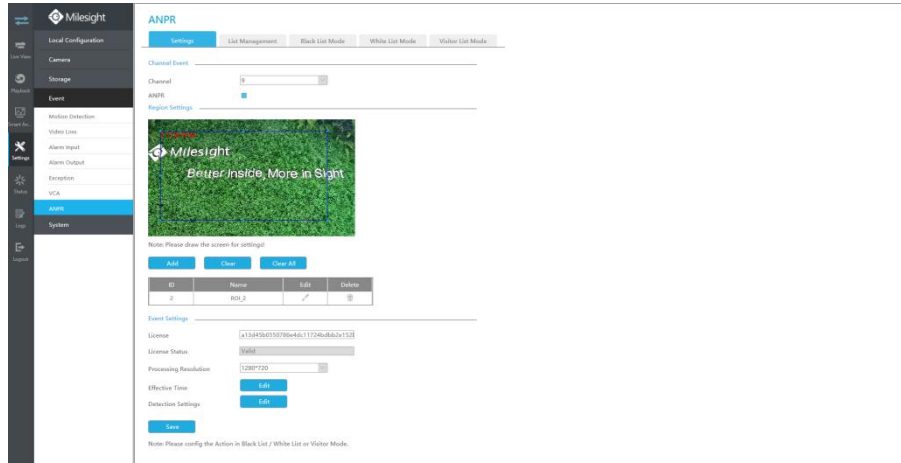 Milesight
Local Configuration
Camera
Storage
Event
Motion Detection
Video Loss
Alarm Input
Alarm Output
Exception
VCA
ANPR
System
Live View
Playback
Settings
Status
Logs
Logout
ANPR
Settings
List Management
Black List Mode
White List Mode
Visitor List Mode
Channel Event
Channel
9
ANPR
Region Settings
Milesight
Better Inside, More in Sight
Note: Please draw the screen for settings!
Add
Clear
Clear All
ID Name Edit Delete
2 ROI_2
Event Settings
License
License Status
Valid
Processing Resolution
1280*720
Effective Time
Edit
Detection Settings
Edit
Save
Note: Please config the Action in Black List / White List or Visitor Mode.